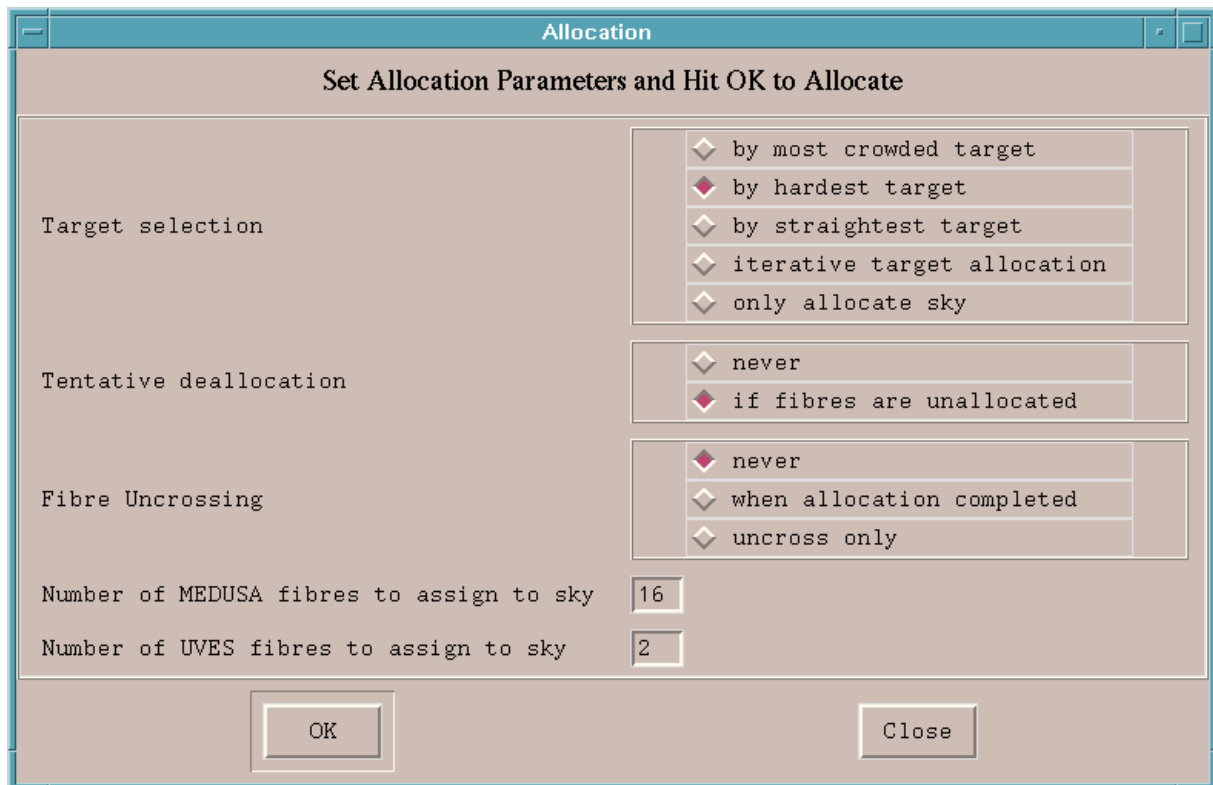 Allocation
Set Allocation Parameters and Hit OK to Allocate
Target selection
by most crowded target
by hardest target
by straightest target
iterative target allocation
only allocate sky
Tentative deallocation
never
if fibres are unallocated
Fibre Uncrossing
never
when allocation completed
uncross only
Number of MEDUSA fibres to assign to sky 16
Number of UVES fibres to assign to sky 2
OK Close